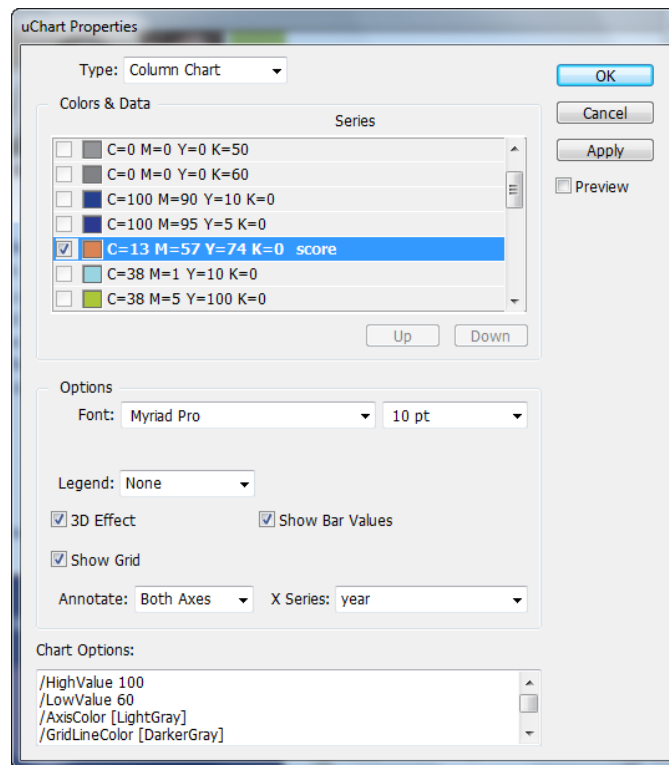 uChart Properties
Type: Column Chart
OK
Colors & Data
Series
Cancel
C=0 M=0 Y=0 K=50
Apply
C=0 M=0 Y=0 K=60
Preview
C=100 M=90 Y=10 K=0
C=100 M=95 Y=5 K=0
C=13 M=57 Y=74 K=0 score
C=38 M=1 Y=10 K=0
C=38 M=5 Y=100 K=0
Up Down
Options
Font: Myriad Pro 10 pt
Legend: None
3D Effect Show Bar Values
Show Grid
Annotate: Both Axes X Series: year
Chart Options:
/HighValue 100
/LowValue 60
/AxisColor [LightGray]
/GridLineColor [DarkerGray]